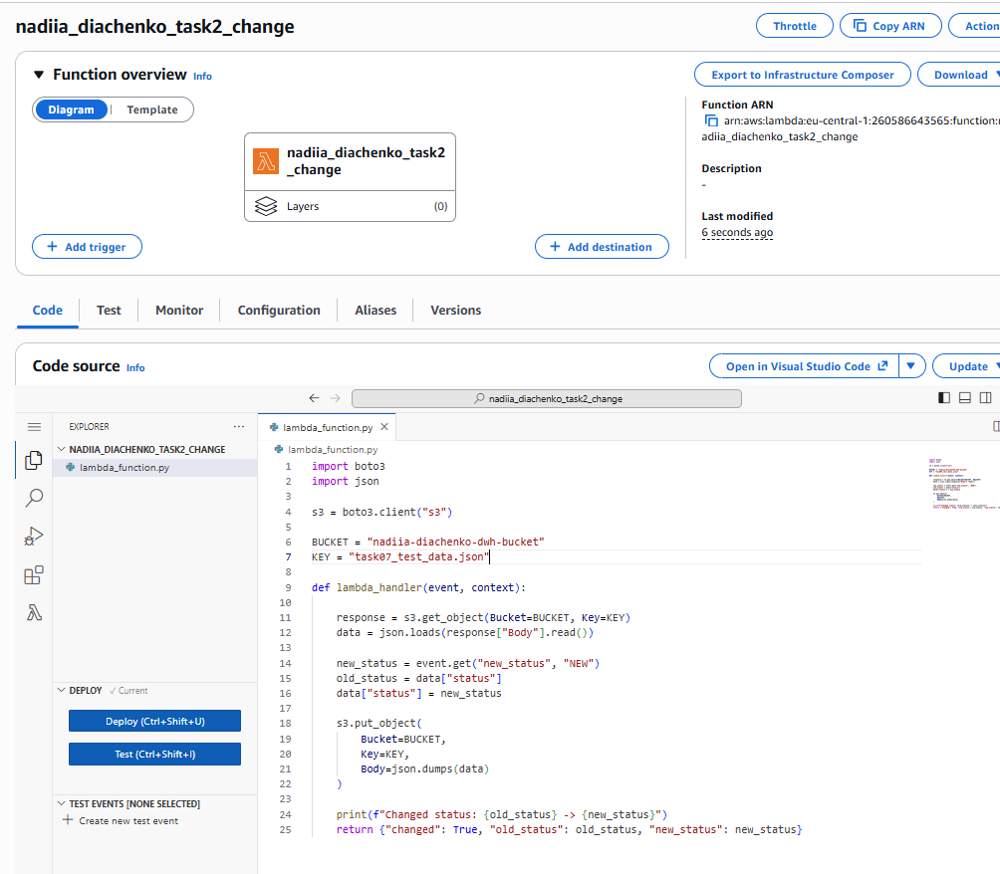 nadiia_diachenko_task2_change
Throttle
Copy ARN
Action
Function overview Info
Export to Infrastructure Composer
Download
Diagram
Template
nadiia_diachenko_task2
_change
Layers
(0)
Add trigger
Add destination
Function ARN
arn:aws:lambda:eu-central-1:260586643565:function:n
adiia_diachenko_task2_change
Description
-
Last modified
6 seconds ago
Code
Test
Monitor
Configuration
Aliases
Versions
Code source Info
Open in Visual Studio Code
Update
nadiia_diachenko_task2_change
EXPLORER
NADIIA_DIACHENKO_TASK2_CHANGE
lambda_function.py
DEPLOY Current
Deploy (Ctrl+Shift+U)
Test (Ctrl+Shift+I)
TEST EVENTS [NONE SELECTED]
Create new test event
lambda_function.py
lambda_function.py
1 import boto3
2 import json
3
4 s3 = boto3.client("s3")
5
6 BUCKET = "nadiia-diachenko-dwh-bucket"
7 KEY = "task07_test_data.json"
8
9 def lambda_handler(event, context):
10
11 response = s3.get_object(Bucket=BUCKET, Key=KEY)
12 data = json.loads(response["Body"].read())
13
14 new_status = event.get("new_status", "NEW")
15 old_status = data["status"]
16 data["status"] = new_status
17
18 s3.put_object(
19 Bucket=BUCKET,
20 Key=KEY,
21 Body=json.dumps(data)
22 )
23
24 print(f"Changed status: {old_status} -> {new_status}")
25 return {"changed": True, "old_status": old_status, "new_status": new_status}